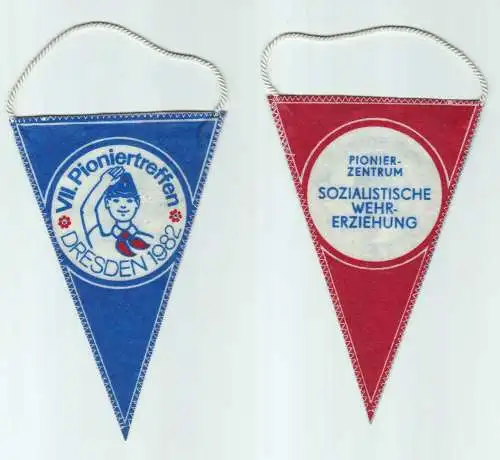 VII. Pioniertreffen
DRESDEN 1982
PIONIER-
ZENTRUM
SOZIALISTISCHE
WEHR-
ERZIEHUNG